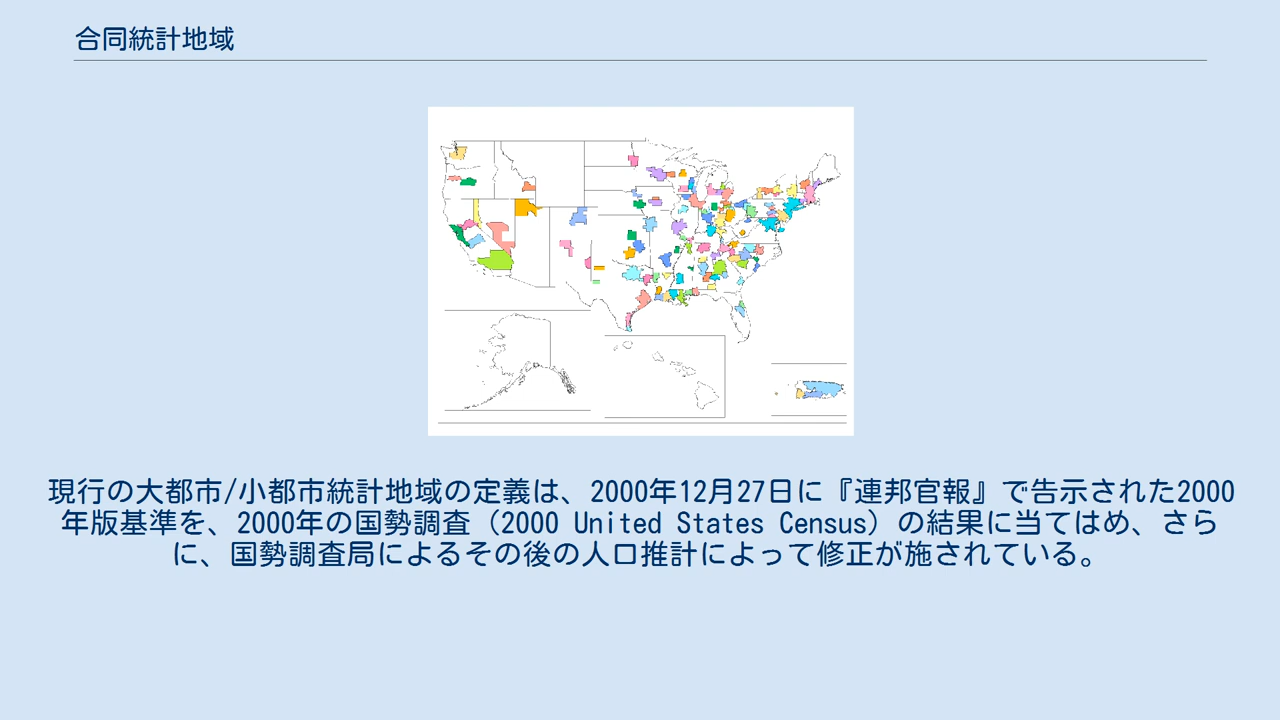 合同統計地域
現行の大都市/小都市統計地域の定義は、2000年12月27日に『連邦官報』で告示された2000
年版基準を、2000年の国勢調査（2000 United States Census）の結果に当てはめ、さら
に、国勢調査局によるその後の人口推計によって修正が施されている。